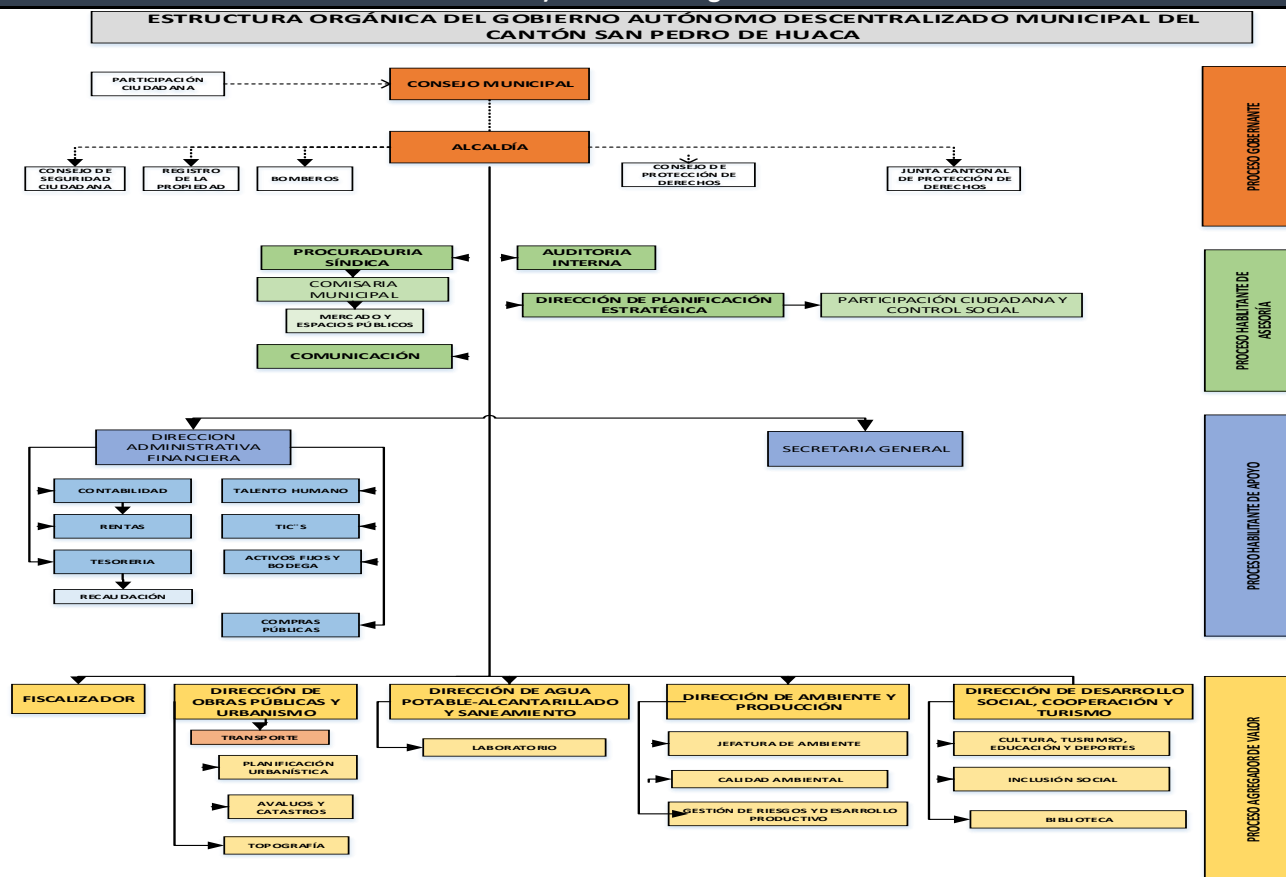 ESTRUCTURA ORGÁNICA DEL GOBIERNO AUTÓNOMO DESCENTRALIZADO MUNICIPAL DEL
CANTÓN SAN PEDRO DE HUACA
PARTICIPACIÓN
CIUDADANA
CONSEJO MUNICIPAL
ALCALDÍA
CONSEJO DE
SEGURIDAD
CIUDADANA
REGISTRO
DE LA
PROPIEDAD
BOMBEROS
CONSEJO DE
PROTECCIÓN DE
DERECHOS
JUNTA CANTONAL
DE PROTECCIÓN DE
DERECHOS
PROCESO GOBERNANTE
PROCURADURIA
SÍNDICA
AUDITORIA
INTERNA
COMISARIA
MUNICIPAL
MERCADO Y
ESPACIOS PÚBLICOS
DIRECCIÓN DE PLANIFICACIÓN
ESTRATÉGICA
PARTICIPACIÓN CIUDADANA Y
CONTROL SOCIAL
COMUNICACIÓN
PROCESO HABILITANTE DE
ASESORÍA
DIRECCION
ADMINISTRATIVA
FINANCIERA
SECRETARIA GENERAL
CONTABILIDAD
RENTAS
TESORERIA
RECAUDACIÓN
TALENTO HUMANO
TIC¨S
ACTIVOS FIJOS Y
BODEGA
COMPRAS
PÚBLICAS
PROCESO HABILITANTE DE APOYO
FISCALIZADOR
DIRECCIÓN DE
OBRAS PÚBLICAS Y
URBANISMO
TRANSPORTE
PLANIFICACIÓN
URBANÍSTICA
AVALUOS Y
CATASTROS
TOPOGRAFÍA
DIRECCIÓN DE AGUA
POTABLE-ALCANTARILLADO
Y SANEAMIENTO
LABORATORIO
DIRECCIÓN DE AMBIENTE Y
PRODUCCIÓN
JEFATURA DE AMBIENTE
CALIDAD AMBIENTAL
GESTIÓN DE RIESGOS Y DESARROLLO
PRODUCTIVO
DIRECCIÓN DE DESARROLLO
SOCIAL, COOPERACIÓN Y
TURISMO
CULTURA, TUSRIMSO,
EDUCACIÓN Y DEPORTES
INCLUSIÓN SOCIAL
BIBLIOTECA
PROCESO AGREGADOR DE VALOR